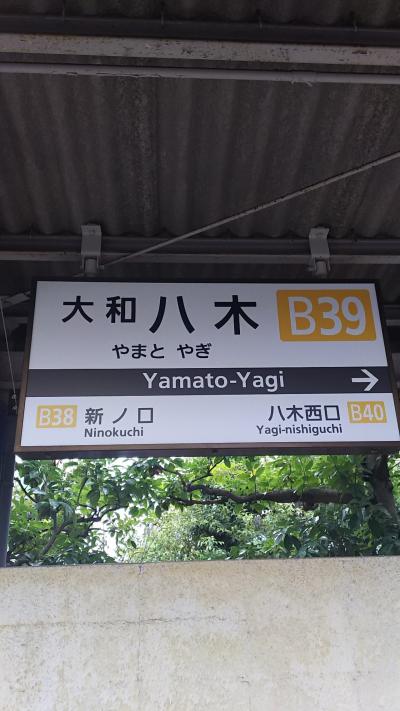 大和八木 B39
やまと やぎ
Yamato-Yagi →
B38 新ノ口 八木西口 B40
Ninokuchi Yagi-nishiguchi